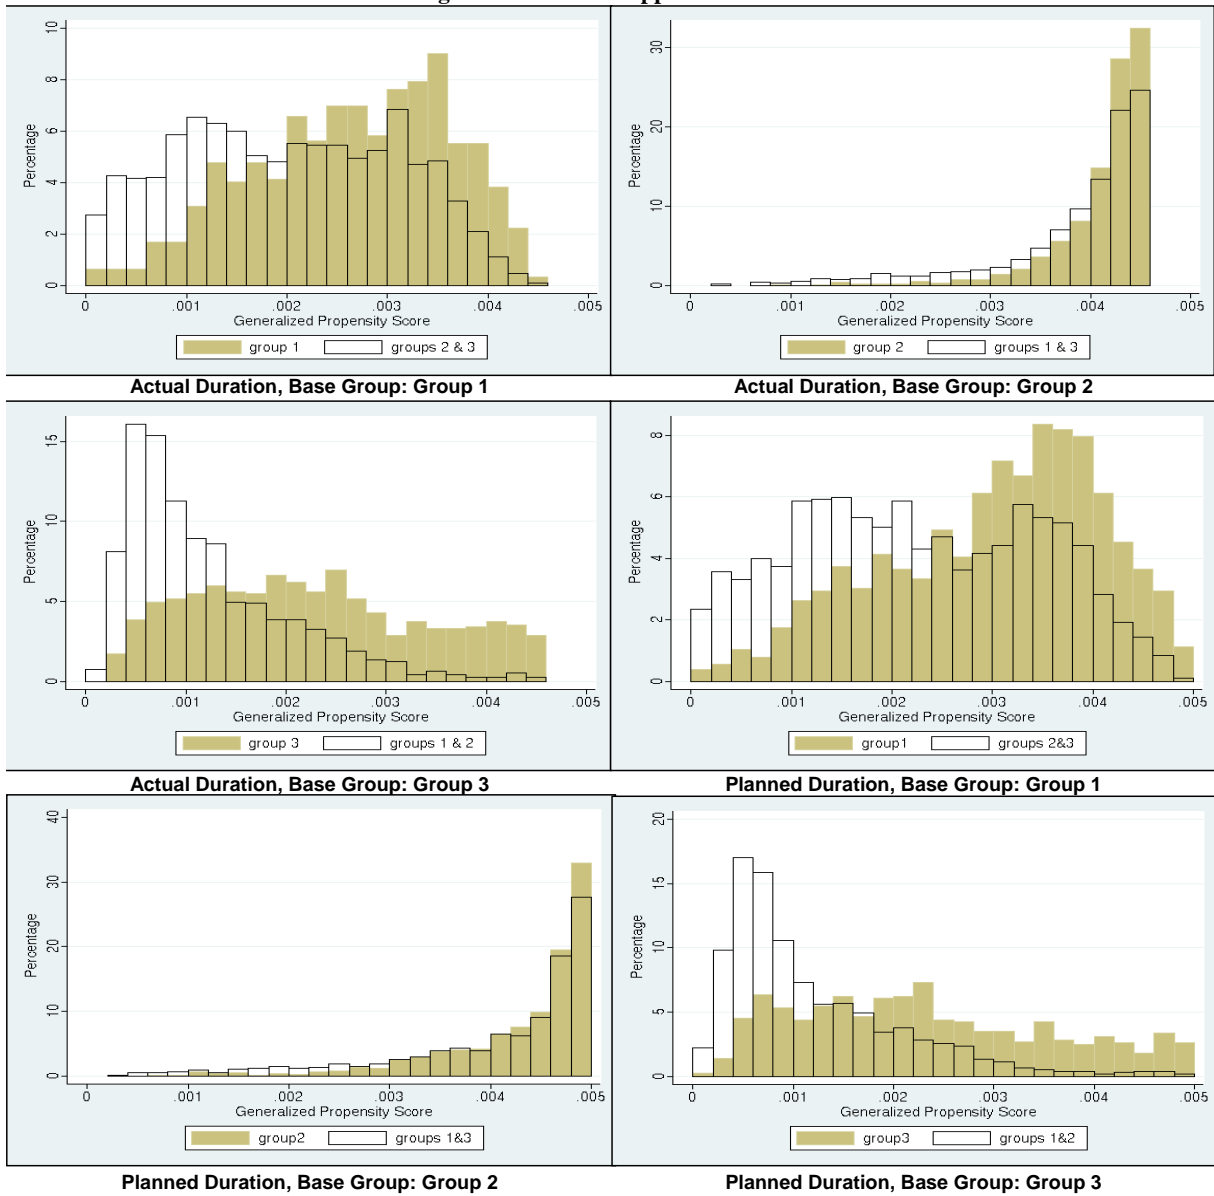 10
8
6
4
2
0
Percentage
0 .001 .002 .003 .004 .005
Generalized Propensity Score
group 1 groups 2 & 3
Actual Duration, Base Group: Group 1
30
20
10
0
Percentage
0 .001 .002 .003 .004 .005
Generalized Propensity Score
group 2 groups 1 & 3
Actual Duration, Base Group: Group 2
15
10
5
0
Percentage
0 .001 .002 .003 .004 .005
Generalized Propensity Score
group 3 groups 1 & 2
Actual Duration, Base Group: Group 3
8
6
4
2
0
Percentage
0 .001 .002 .003 .004 .005
Generalized Propensity Score
group1 groups 2&3
Planned Duration, Base Group: Group 1
40
30
20
10
0
Percentage
0 .001 .002 .003 .004 .005
Generalized Propensity Score
group2 groups 1&3
Planned Duration, Base Group: Group 2
20
15
10
5
0
Percentage
0 .001 .002 .003 .004 .005
Generalized Propensity Score
group3 groups 1&2
Planned Duration, Base Group: Group 3